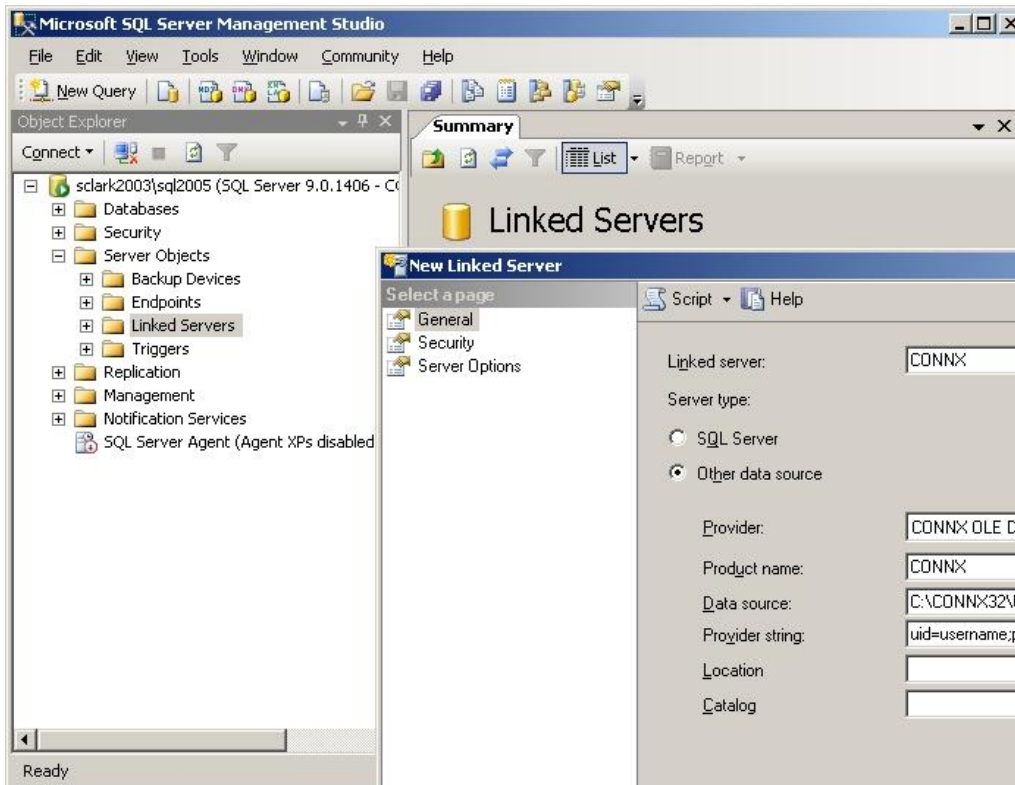 Microsoft SQL Server Management Studio
File Edit View Tools Window Community Help
New Query
Object Explorer
Connect
sclark2003\sql2005 (SQL Server 9.0.1406 -
Databases
Security
Server Objects
Backup Devices
Endpoints
Linked Servers
Triggers
Replication
Management
Notification Services
SQL Server Agent (Agent XPs disabled
Ready
Summary
List Report
Linked Servers
New Linked Server
Select a page
General
Security
Server Options
Script Help
Linked server: CONNX
Server type:
SQL Server
Other data source
Provider: CONNX OLE D
Product name: CONNX
Data source: C:\CONNX32\
Provider string: uid=username;p
Location
Catalog